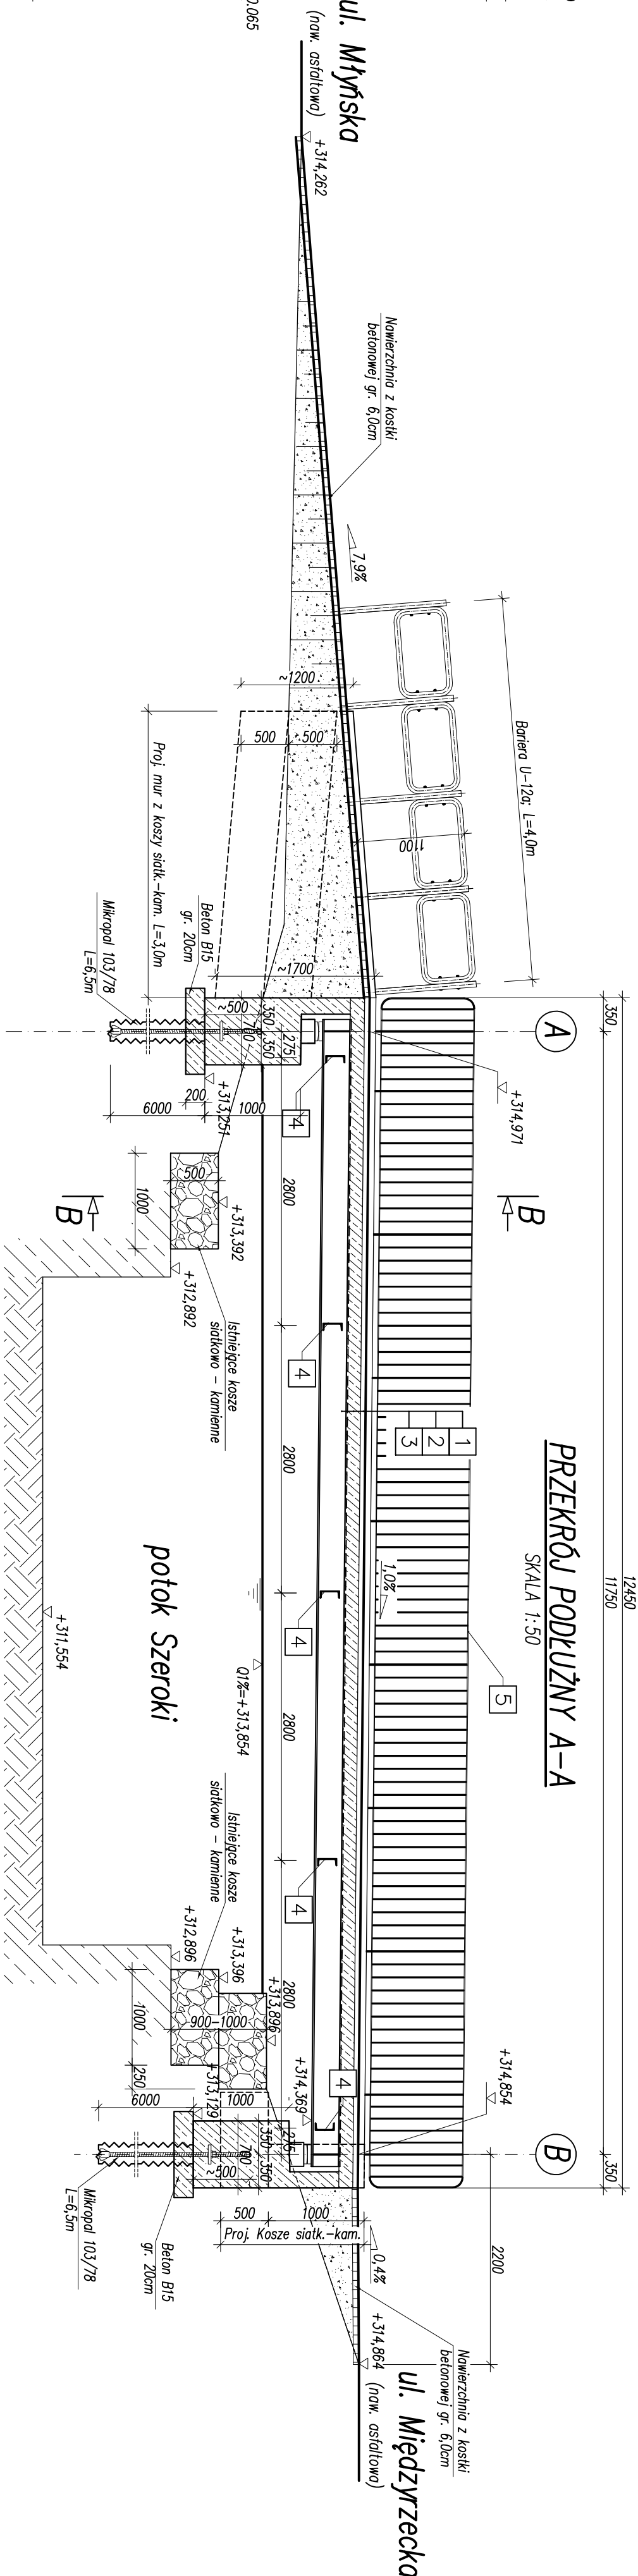 PRZEKRÓJ PODŁUŻNY A-A
SKALA 1:50
12450
11750
350
350
A
B
+314,971
+314,854
2200
B
B
5
1
2
3
1,0%
Bariera U-12a; L=4,0m
1100
7,9%
Nawierzchnia z kostki
betonowej gr. 6,0cm
ul. Młyńska
(naw. asfaltowa)
+314,262
0.065
~1200
500
500
~1700
Proj. mur z koszy siatk.-kam. L=3,0m
Beton B15
gr. 20cm
Mikropal 103/78
L=6,5m
~500
350
350
275
700
200
1000
6000
+313,251
4
4
4
4
4
2800
2800
2800
2800
500
1000
+313,392
+312,892
Istniejące kosze
siatkowo - kamienne
potok Szeroki
+311,554
Q1%=+313,854
Istniejące kosze
siatkowo - kamienne
+312,896
+313,396
+313,896
900-1000
1000
250
+314,369
+313,129
6000
1000
275
350
350
700
~500
500
1000
Proj. Kosze siatk.-kam.
Mikropal 103/78
L=6,5m
Beton B15
gr. 20cm
0,4%
+314,864
Nawierzchnia z kostki
betonowej gr. 6,0cm
ul. Międzyrzecka
(naw. asfaltowa)